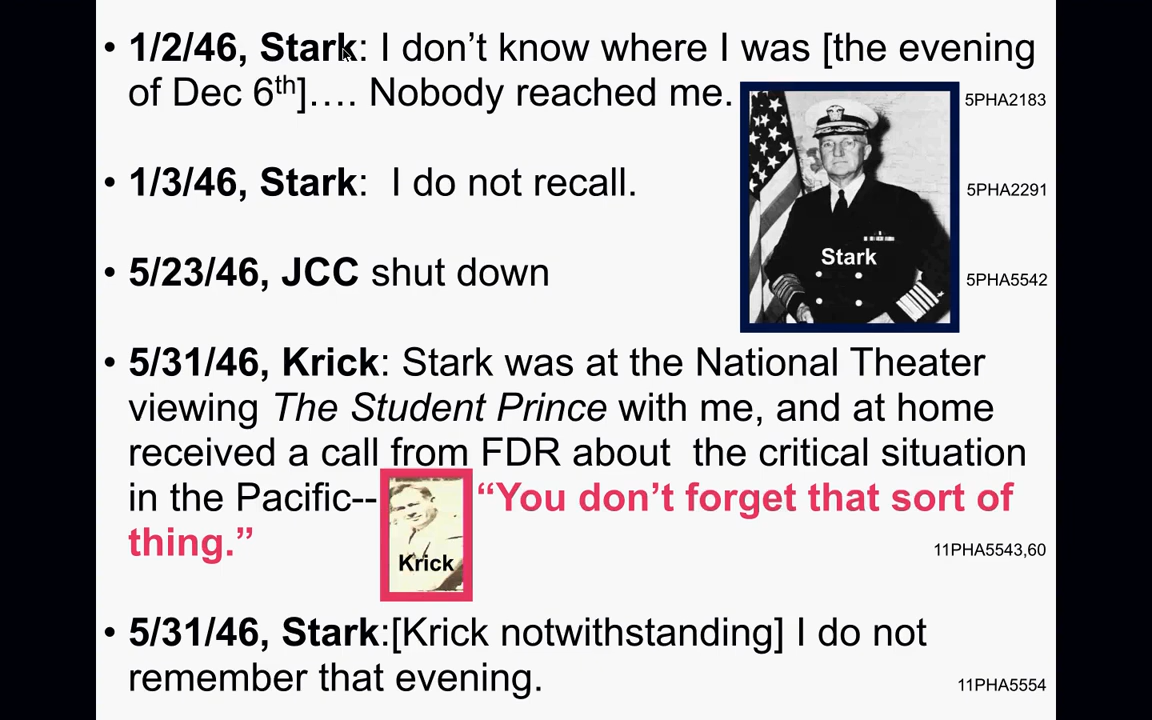 • 1/2/46, Stark: I don’t know where I was [the evening
of Dec 6th]…. Nobody reached me.
5PHA2183
• 1/3/46, Stark:  I do not recall.
5PHA2291
Stark
• 5/23/46, JCC shut down
5PHA5542
• 5/31/46, Krick: Stark was at the National Theater
viewing The Student Prince with me, and at home
received a call from FDR about  the critical situation
in the Pacific-- “You don’t forget that sort of
thing.”
Krick
11PHA5543,60
• 5/31/46, Stark:[Krick notwithstanding] I do not
remember that evening.
11PHA5554